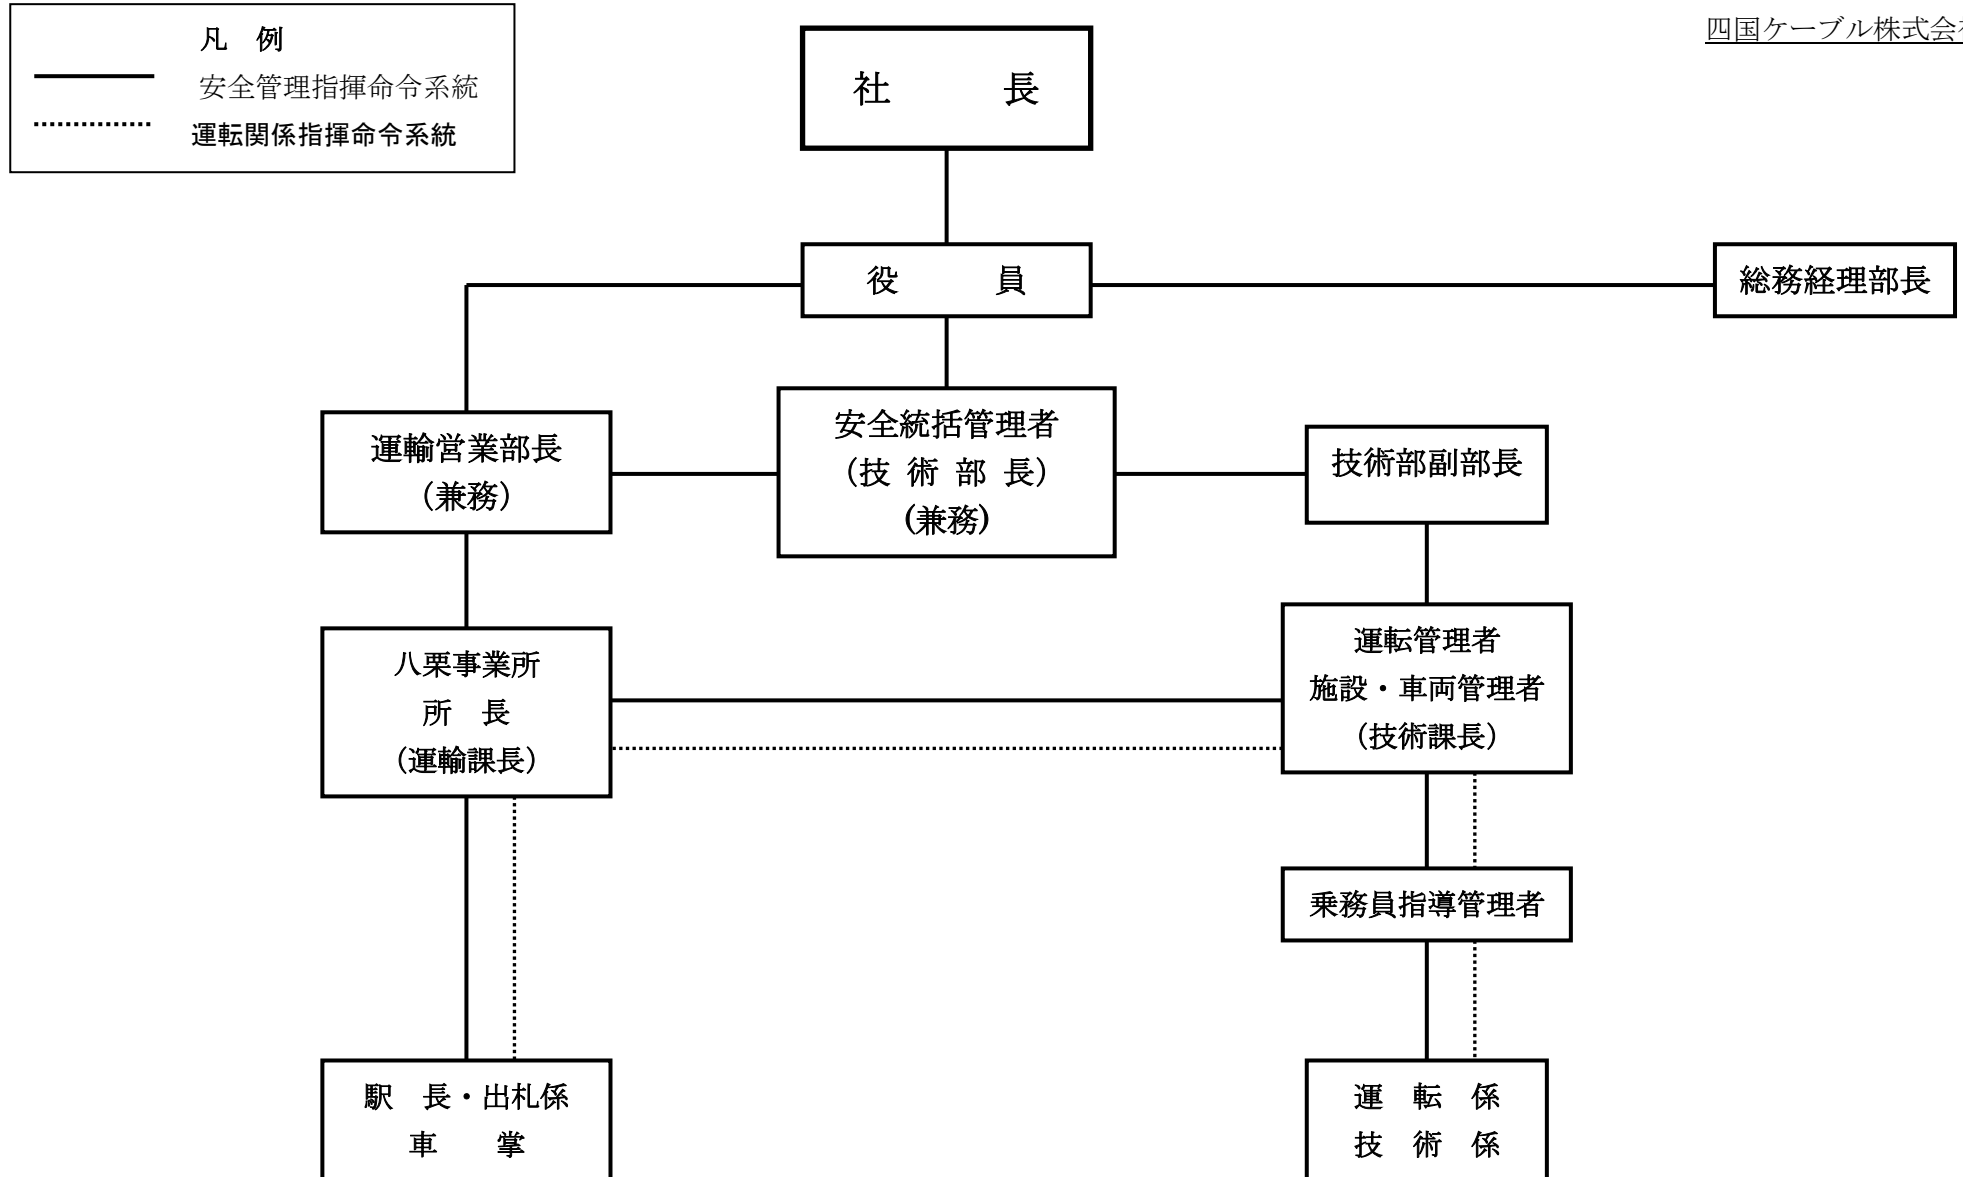 凡 例
安全管理指揮命令系統
運転関係指揮命令系統
四国ケーブル株式会
社 長
役 員
総務経理部長
運輸営業部長
(兼務)
安全統括管理者
(技 術 部 長)
(兼務)
技術部副部長
八栗事業所
所 長
(運輸課長)
運転管理者
施設・車両管理者
(技術課長)
乗務員指導管理者
駅 長・出札係
車 掌
運 転 係
技 術 係